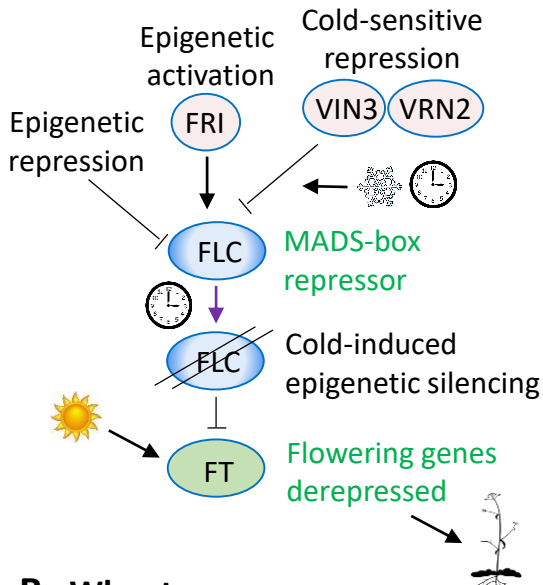 Epigenetic
activation
Cold-sensitive
repression
FRI
VIN3
VRN2
Epigenetic
repression
FLC
MADS-box
repressor
FLC
Cold-induced
epigenetic silencing
FT
Flowering genes
derepressed